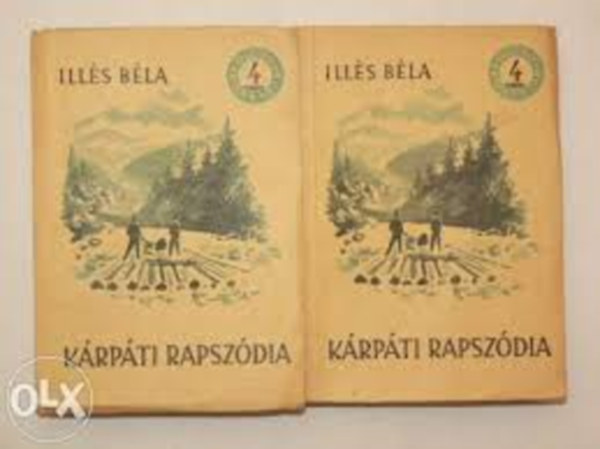 ILLÉS BÉLA
4
KÁRPÁTI RAPSZÓDIA
ILLÉS BÉLA
4
KÁRPÁTI RAPSZÓDIA
OLX